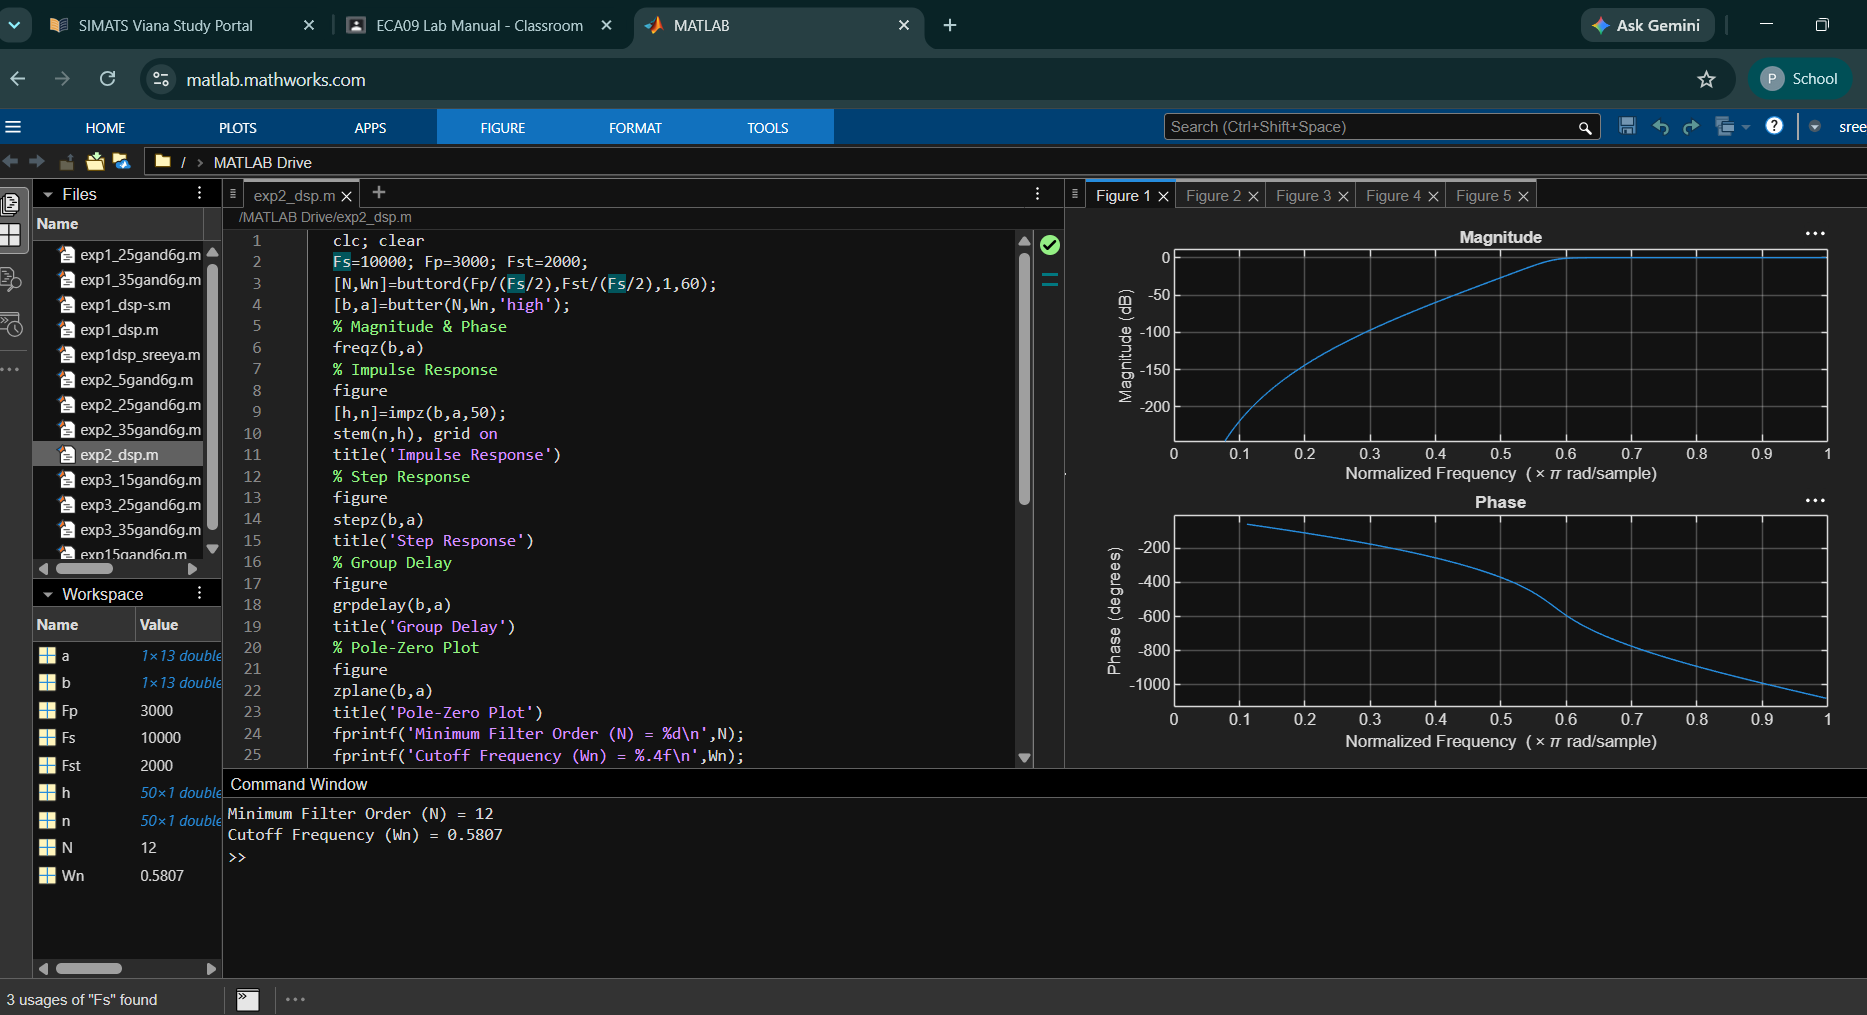 SIMATS Viana Study Portal
ECA09 Lab Manual - Classroom
MATLAB
Ask Gemini
matlab.mathworks.com
P School
HOME PLOTS APPS FIGURE FORMAT TOOLS
Search (Ctrl+Shift+Space)
sree
/ › MATLAB Drive
Files
Name
exp1_25gand6g.m
exp1_35gand6g.m
exp1_dsp-s.m
exp1_dsp.m
exp1dsp_sreeya.m
exp2_5gand6g.m
exp2_25gand6g.m
exp2_35gand6g.m
exp2_dsp.m
exp3_15gand6g.m
exp3_25gand6g.m
exp3_35gand6g.m
exp15gand6g.m
Workspace
Name Value
a 1×13 double
b 1×13 double
Fp 3000
Fs 10000
Fst 2000
h 50×1 double
n 50×1 double
N 12
Wn 0.5807
exp2_dsp.m
/MATLAB Drive/exp2_dsp.m
1 clc; clear
2 Fs=10000; Fp=3000; Fst=2000;
3 [N,Wn]=buttord(Fp/(Fs/2),Fst/(Fs/2),1,60);
4 [b,a]=butter(N,Wn,'high');
5 % Magnitude & Phase
6 freqz(b,a)
7 % Impulse Response
8 figure
9 [h,n]=impz(b,a,50);
10 stem(n,h), grid on
11 title('Impulse Response')
12 % Step Response
13 figure
14 stepz(b,a)
15 title('Step Response')
16 % Group Delay
17 figure
18 grpdelay(b,a)
19 title('Group Delay')
20 % Pole-Zero Plot
21 figure
22 zplane(b,a)
23 title('Pole-Zero Plot')
24 fprintf('Minimum Filter Order (N) = %d\n',N);
25 fprintf('Cutoff Frequency (Wn) = %.4f\n',Wn);
Figure 1 Figure 2 Figure 3 Figure 4 Figure 5
Magnitude
Magnitude (dB)
0
-50
-100
-150
-200
0 0.1 0.2 0.3 0.4 0.5 0.6 0.7 0.8 0.9 1
Normalized Frequency (×π rad/sample)
Phase
Phase (degrees)
-200
-400
-600
-800
-1000
0 0.1 0.2 0.3 0.4 0.5 0.6 0.7 0.8 0.9 1
Normalized Frequency (×π rad/sample)
Command Window
Minimum Filter Order (N) = 12
Cutoff Frequency (Wn) = 0.5807
>>
3 usages of "Fs" found